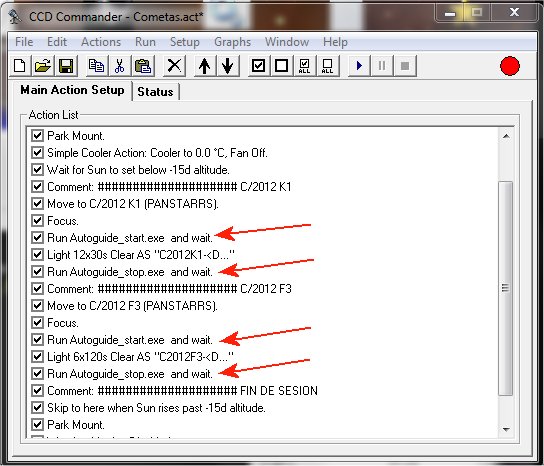 CCD Commander - Cometas.act*
File Edit Actions Run Setup Graphs Window Help
ALL ALL
Main Action Setup Status
Action List
Park Mount.
Simple Cooler Action: Cooler to 0.0 °C, Fan Off.
Wait for Sun to set below -15d altitude.
Comment: ##################### C/2012 K1
Move to C/2012 K1 (PANSTARRS).
Focus.
Run Autoguide_start.exe and wait.
Light 12x30s Clear AS "C2012K1-<D..."
Run Autoguide_stop.exe and wait.
Comment: ##################### C/2012 F3
Move to C/2012 F3 (PANSTARRS).
Focus.
Run Autoguide_start.exe and wait.
Light 6x120s Clear AS "C2012F3-<D..."
Run Autoguide_stop.exe and wait.
Comment: ##################### FIN DE SESION
Skip to here when Sun rises past -15d altitude.
Park Mount.